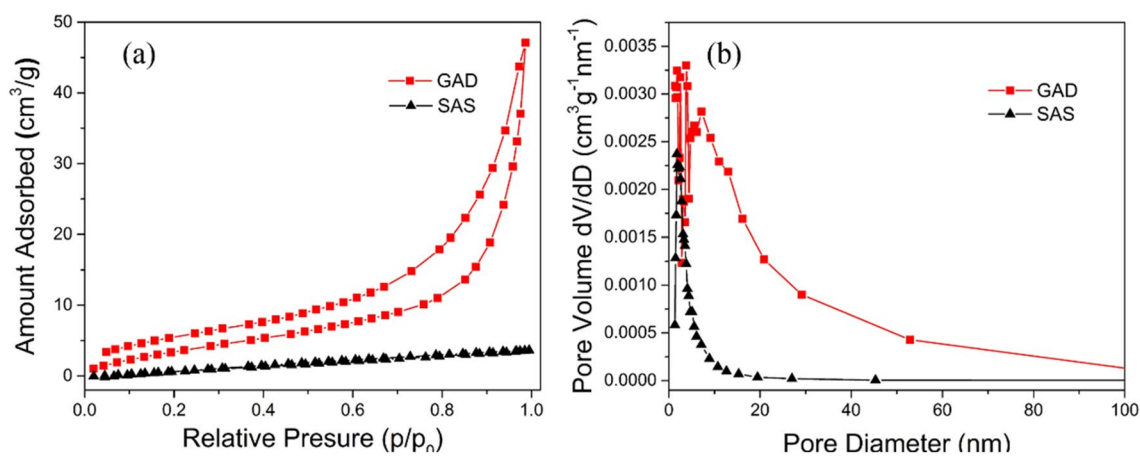 (a)
GAD
SAS
Amount Adsorbed (cm³/g)
50
40
30
20
10
0
0.0 0.2 0.4 0.6 0.8 1.0
Relative Presure (p/p₀)
(b)
GAD
SAS
Pore Volume dV/dD (cm³g⁻¹nm⁻¹)
0.0035
0.0030
0.0025
0.0020
0.0015
0.0010
0.0005
0.0000
0 20 40 60 80 100
Pore Diameter (nm)